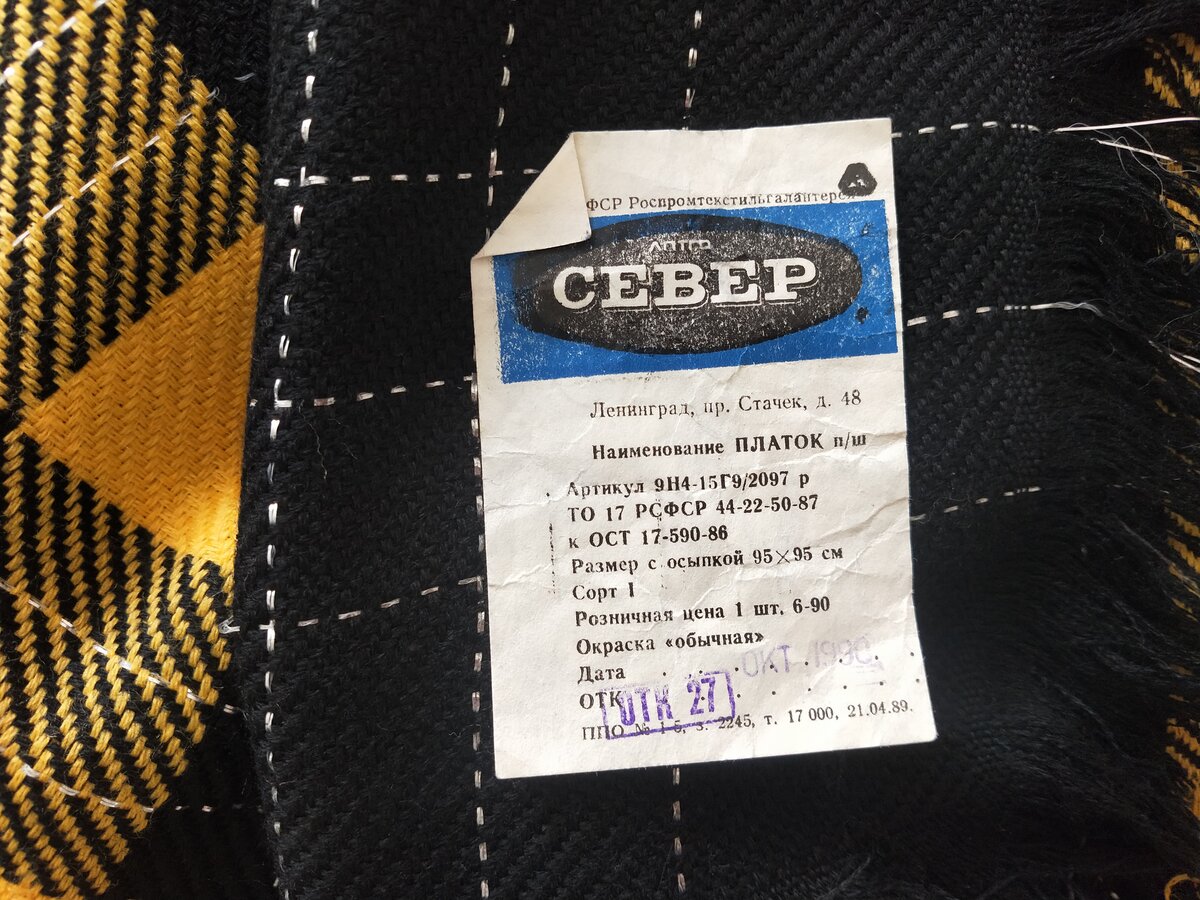 ФСР Роспромтекстильгалантерея
СЕВЕР
Ленинград, пр. Стачек, д. 48
Наименование ПЛАТОК п/ш
Артикул 9Н4-15Г9/2097 р
ТО 17 РСФСР 44-22-50-87
к ОСТ 17-590-86
Размер с осыпкой 95×95 см
Сорт I
Розничная цена 1 шт. 6-90
Окраска «обычная»
Дата ОКТ 1990
ОТК
ОТК 27
ППО № 1-5, з. 2245, т. 17 000, 21.04.89.